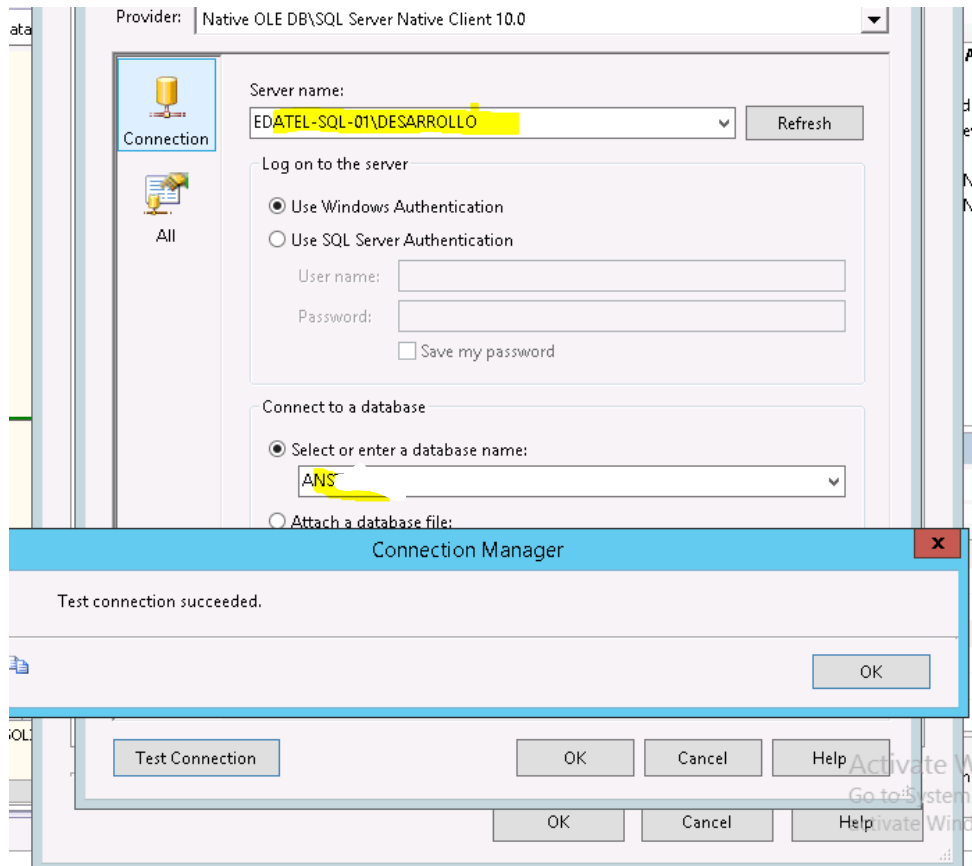 ata
Provider: Native OLE DB\SQL Server Native Client 10.0
Connection
All
Server name:
EDATEL-SQL-01\DESARROLLO
Refresh
Log on to the server
Use Windows Authentication
Use SQL Server Authentication
User name:
Password:
Save my password
Connect to a database
Select or enter a database name:
ANS
Attach a database file:
Connection Manager
x
Test connection succeeded.
OK
Test Connection
OK
Cancel
Help
Activate W
Go to System
activate Wind
OK
Cancel
Help